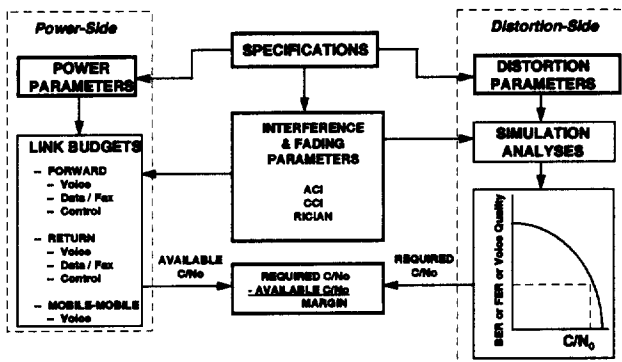 Power-Side
POWER
PARAMETERS
LINK BUDGETS
– FORWARD
– Voice
– Data / Fax
– Control
– RETURN
– Voice
– Data / Fax
– Control
– MOBILE-MOBILE
– Voice
SPECIFICATIONS
INTERFERENCE
& FADING
PARAMETERS
ACI
CCI
RICIAN
AVAILABLE
C/No
REQUIRED C/No
- AVAILABLE C/No
MARGIN
REQUIRED
C/No
Distortion-Side
DISTORTION
PARAMETERS
SIMULATION
ANALYSES
BER or FER or Voice Quality
C/N₀